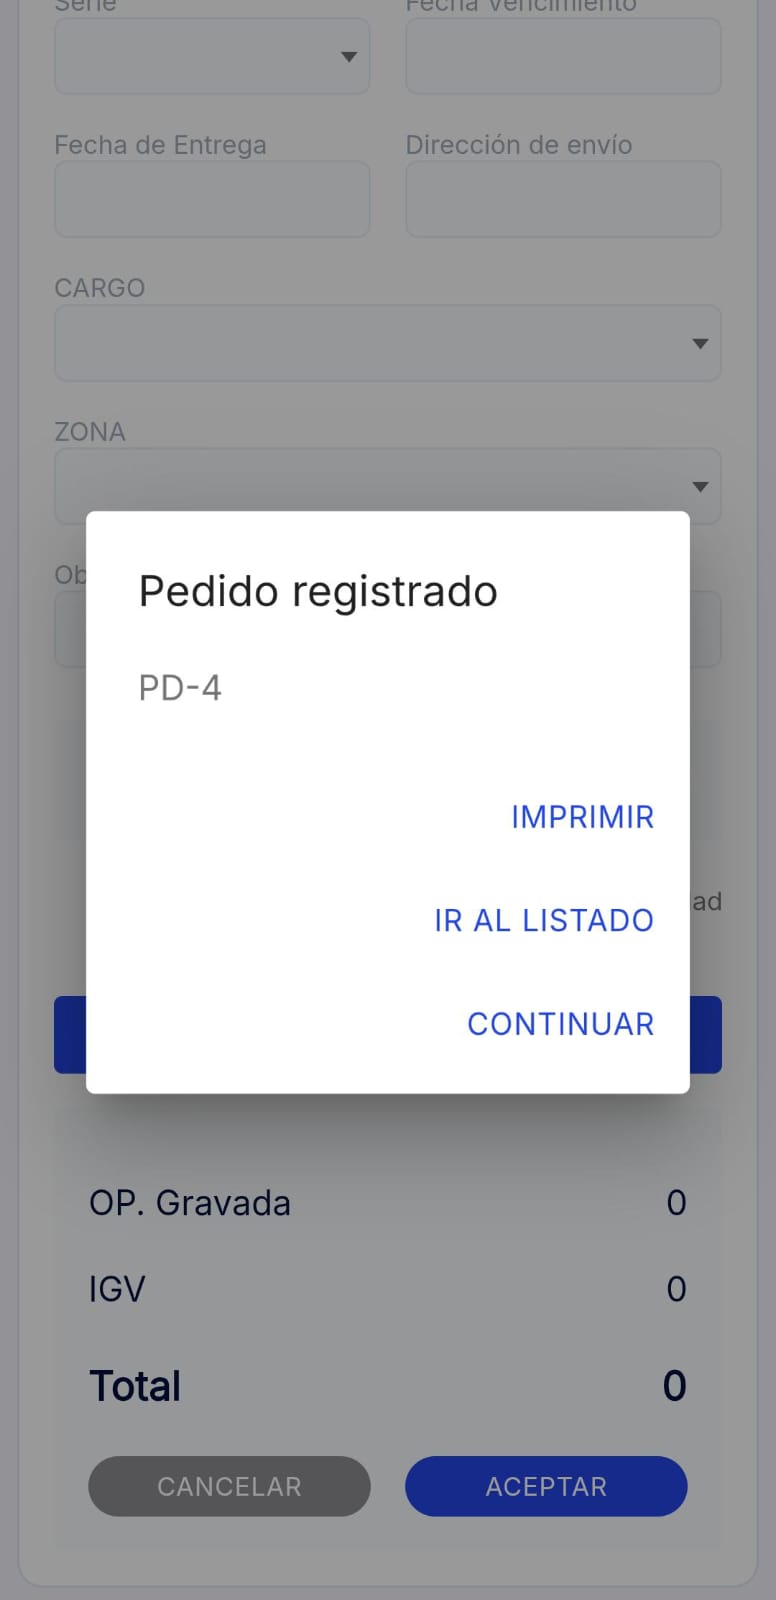 Serie Fecha Vencimiento
Fecha de Entrega Dirección de envío
CARGO
ZONA
Ob
Pedido registrado
PD-4
IMPRIMIR
ad
IR AL LISTADO
CONTINUAR
OP. Gravada 0
IGV 0
Total 0
CANCELAR ACEPTAR